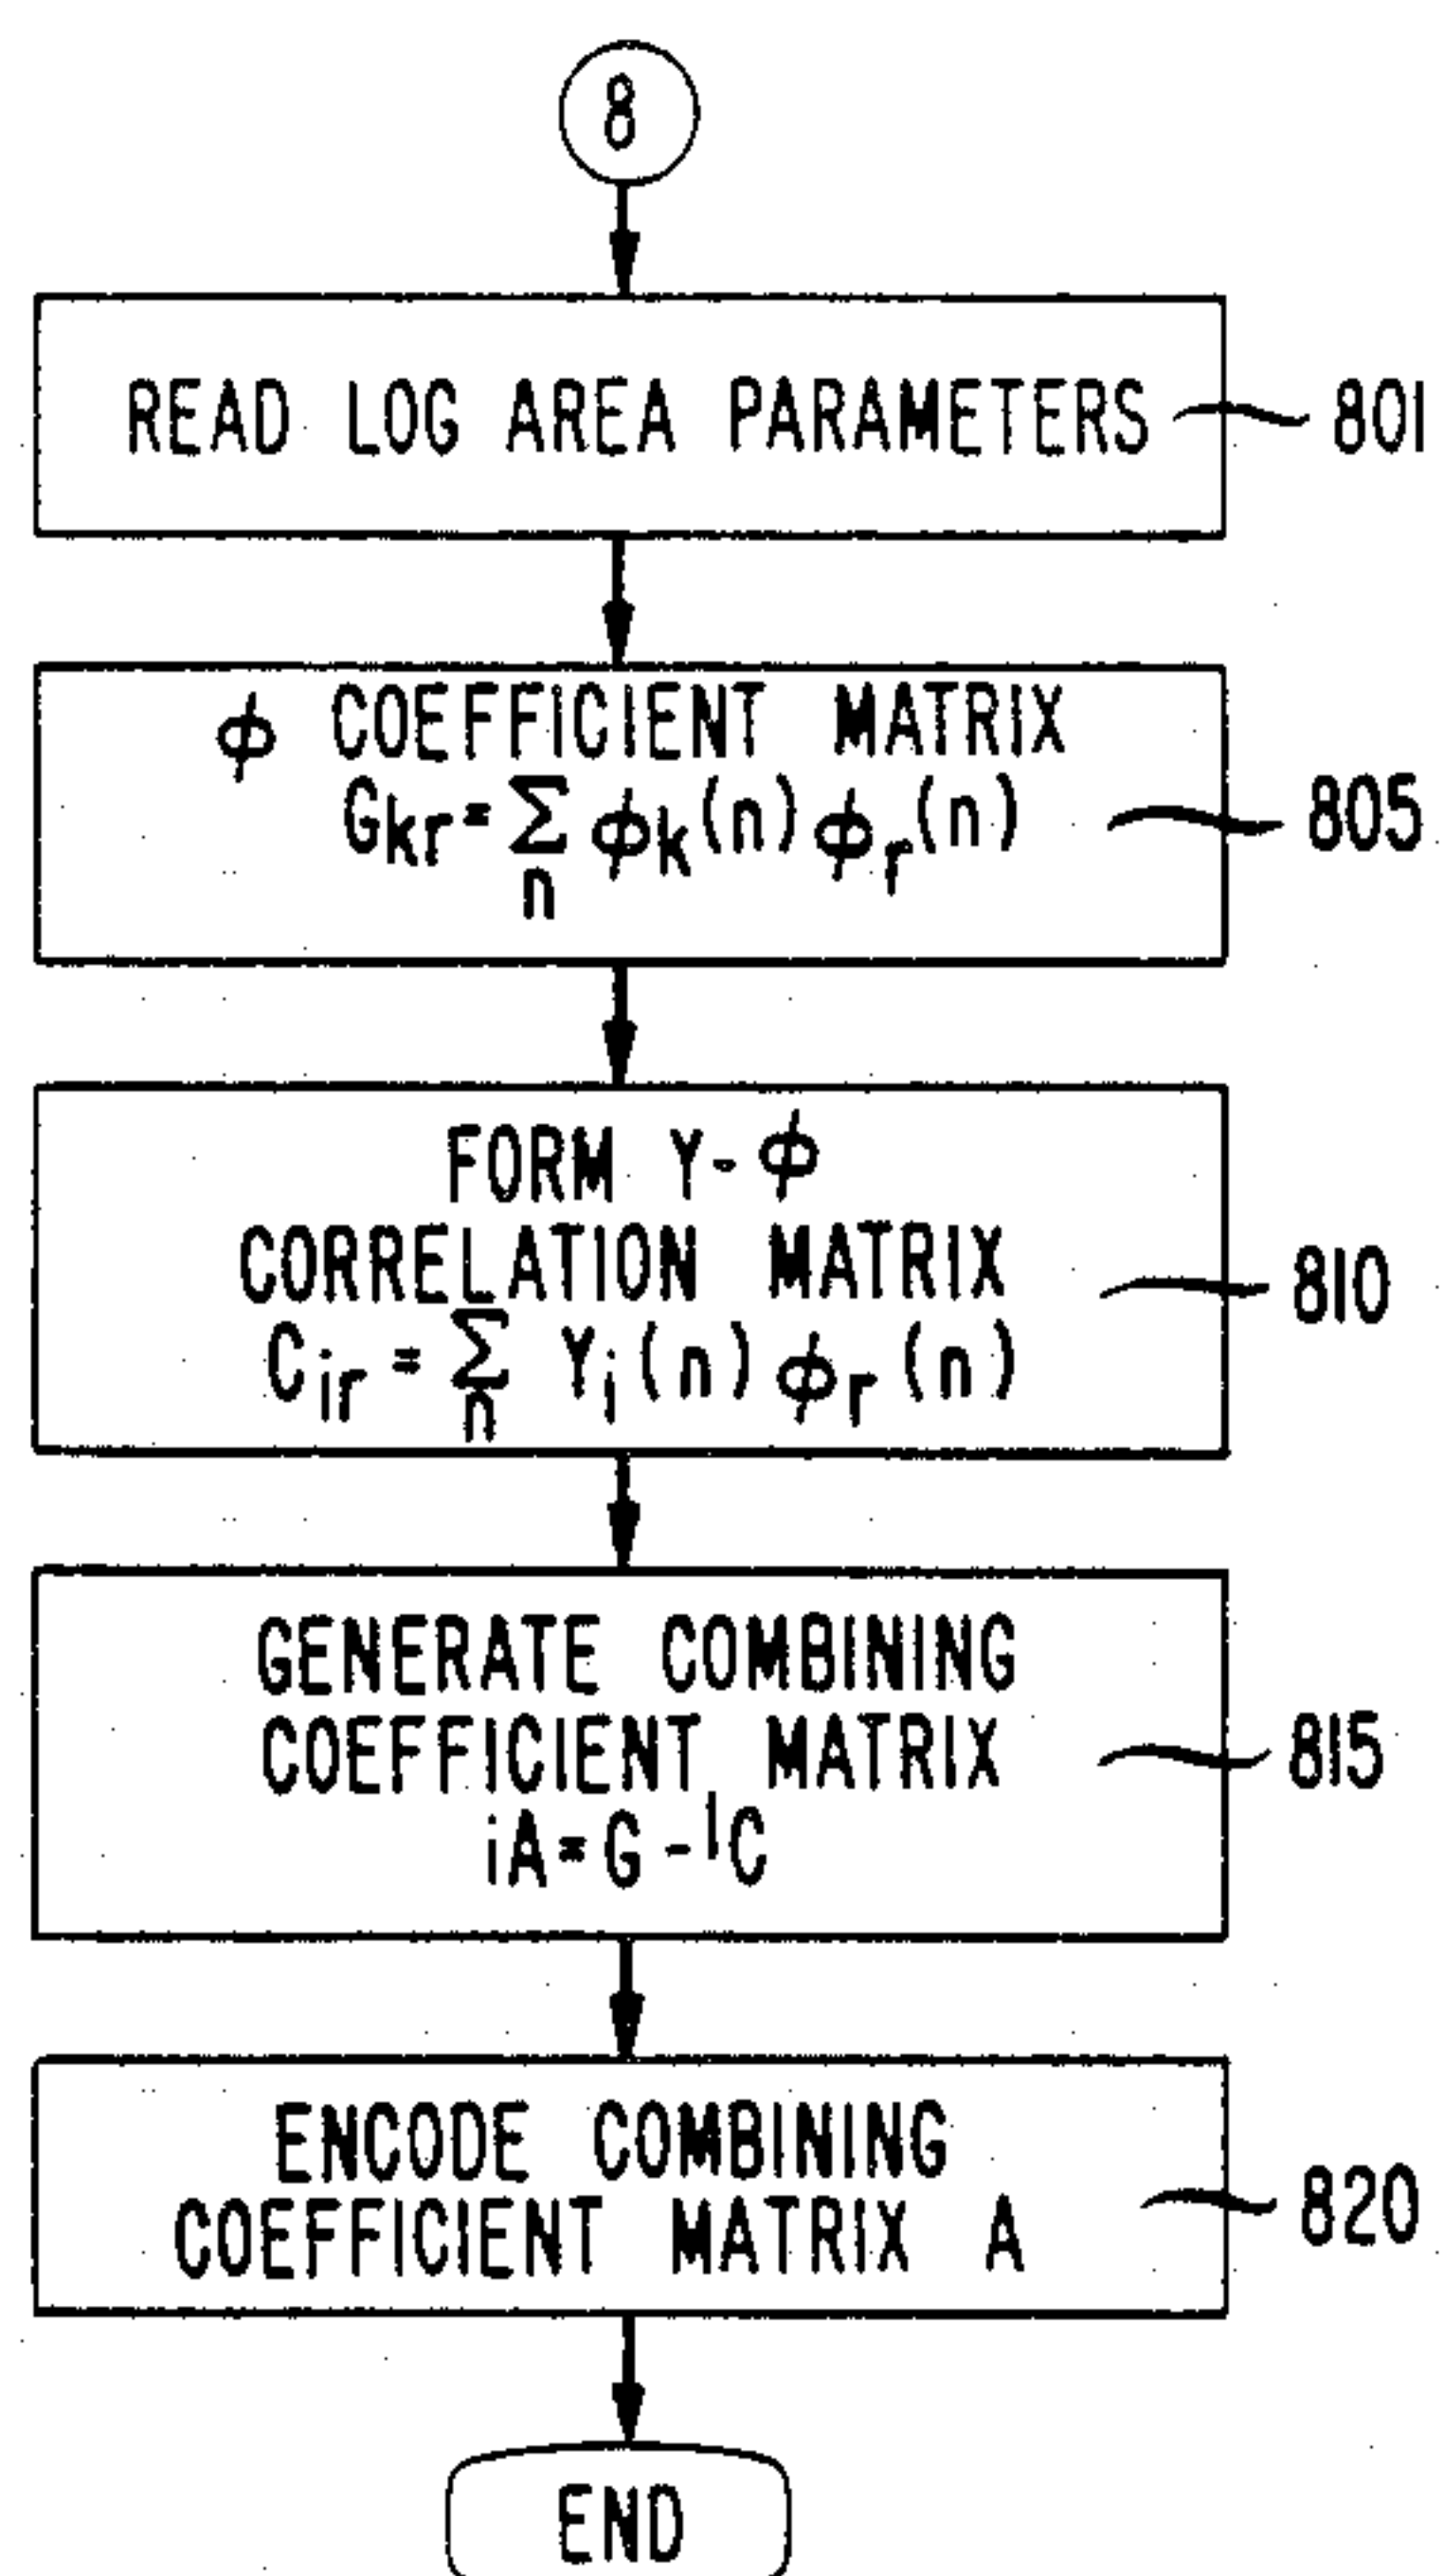 8
READ LOG AREA PARAMETERS 801
ϕ COEFFICIENT MATRIX
Gkr = Σ ϕk(n) ϕr(n) 805
n
FORM Y-ϕ
CORRELATION MATRIX 810
Cir = Σ Yi(n) ϕr(n)
n
GENERATE COMBINING
COEFFICIENT MATRIX 815
iA = G-1C
ENCODE COMBINING
COEFFICIENT MATRIX A 820
END